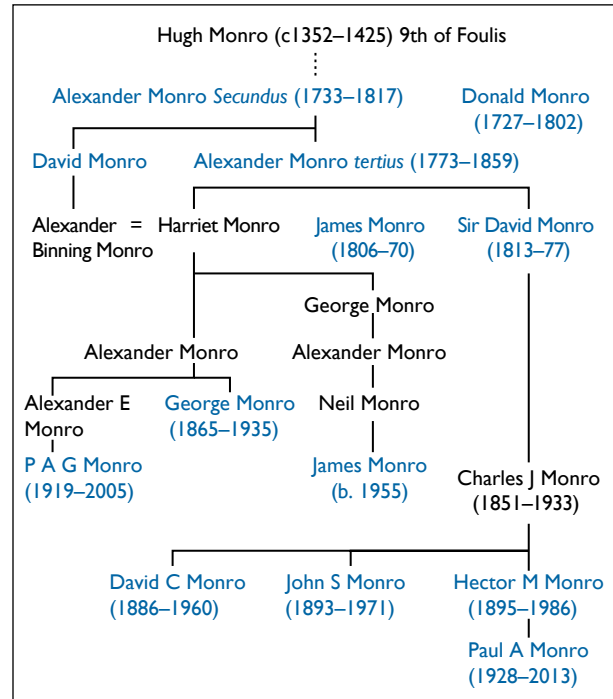 Hugh Monro (c1352–1425) 9th of Foulis
Alexander Monro Secundus (1733–1817)
Donald Monro
(1727–1802)
David Monro
Alexander Monro tertius (1773–1859)
Alexander = Harriet Monro
Binning Monro
James Monro
(1806–70)
Sir David Monro
(1813–77)
George Monro
Alexander Monro
Alexander Monro
Alexander E
Monro
George Monro
(1865–1935)
Neil Monro
P A G Monro
(1919–2005)
James Monro
(b. 1955)
Charles J Monro
(1851–1933)
David C Monro
(1886–1960)
John S Monro
(1893–1971)
Hector M Monro
(1895–1986)
Paul A Monro
(1928–2013)